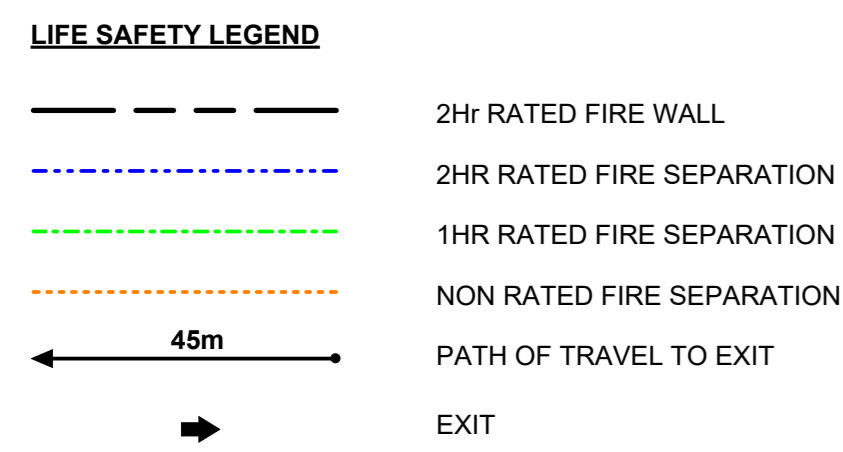 LIFE SAFETY LEGEND
2Hr RATED FIRE WALL
2HR RATED FIRE SEPARATION
1HR RATED FIRE SEPARATION
NON RATED FIRE SEPARATION
45m PATH OF TRAVEL TO EXIT
EXIT